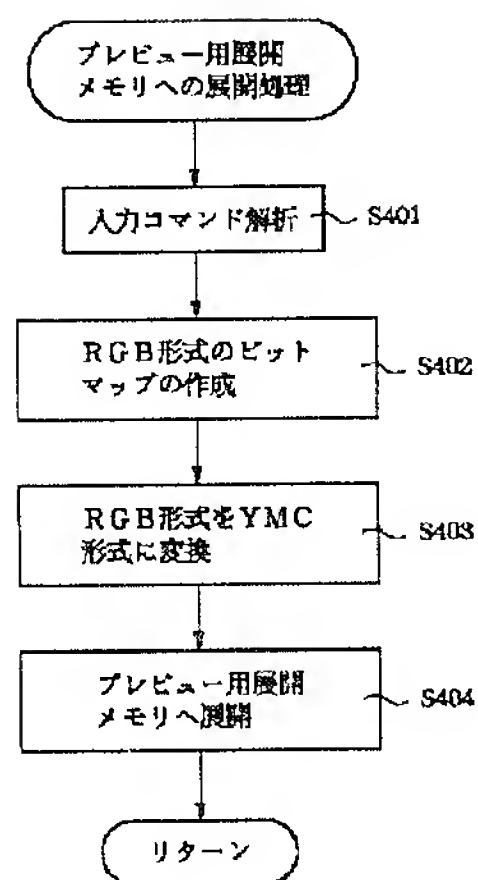 プレビュー用展開
メモリへの展開処理
入力コマンド解析
S401
RGB形式のビット
マップの作成
S402
RGB形式をYMC
形式に変換
S403
プレビュー用展開
メモリへ展開
S404
リターン